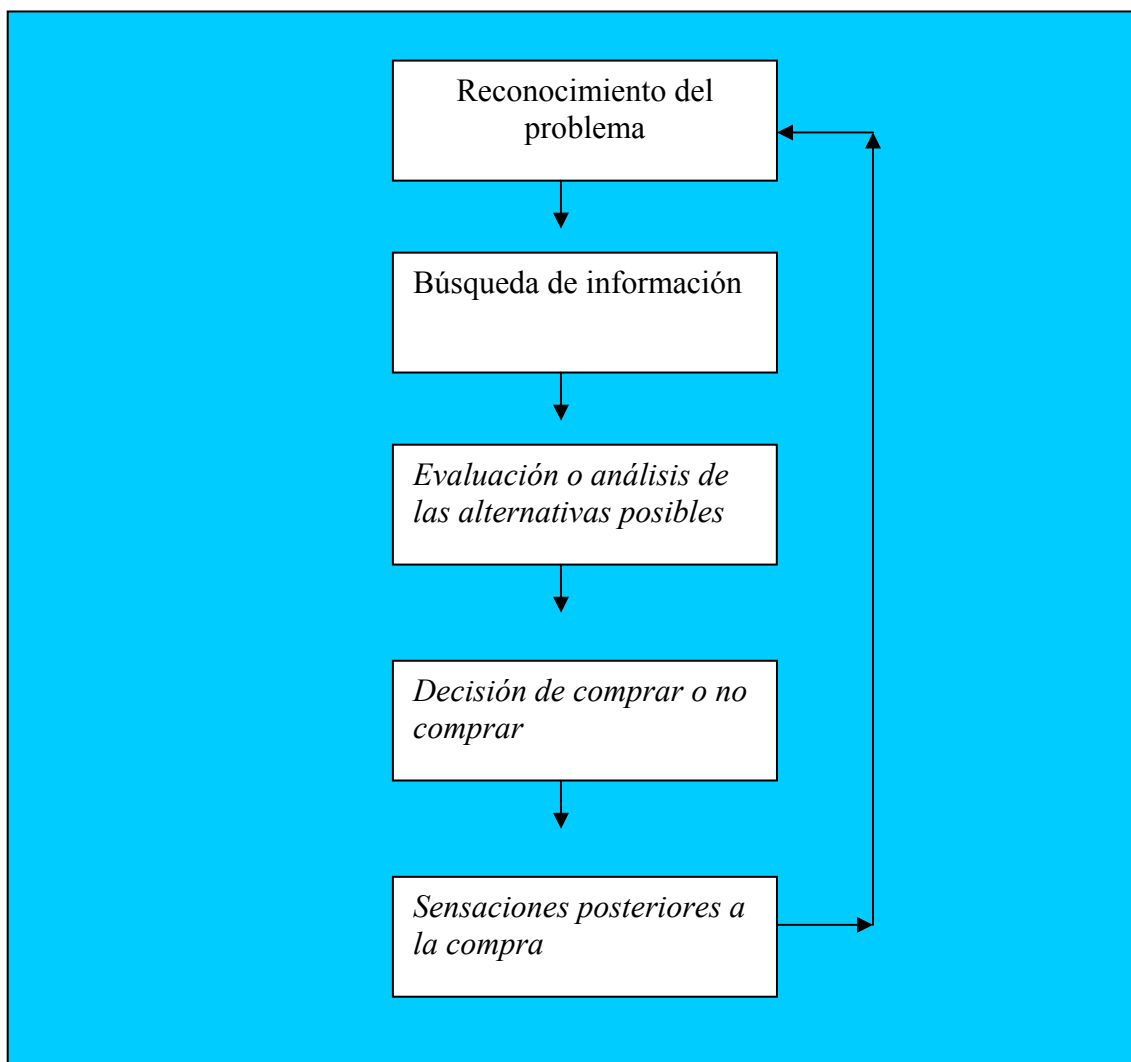 Reconocimiento del
problema
Búsqueda de información
Evaluación o análisis de
las alternativas posibles
Decisión de comprar o no
comprar
Sensaciones posteriores a
la compra